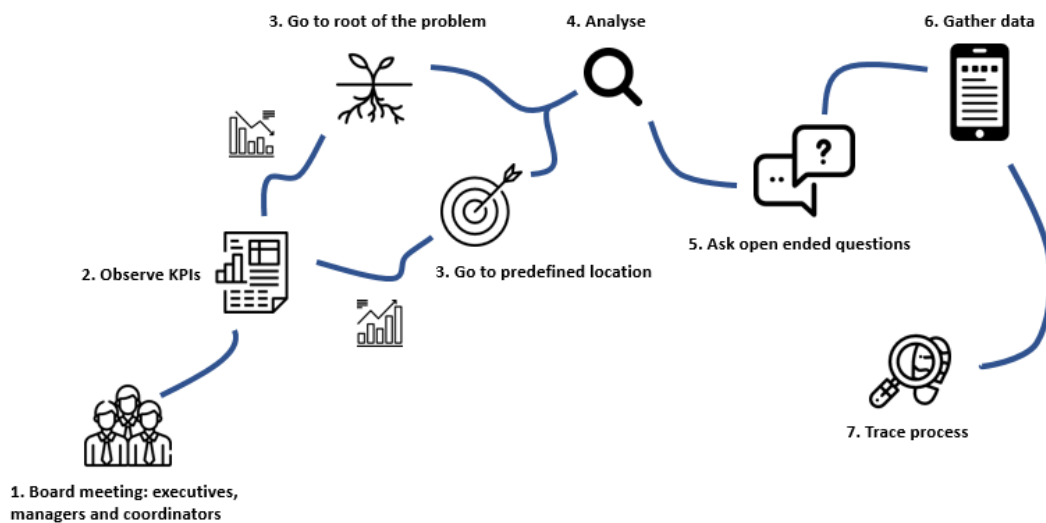 3. Go to root of the problem
4. Analyse
6. Gather data
?
5. Ask open ended questions
2. Observe KPIs
3. Go to predefined location
7. Trace process
1. Board meeting: executives,
managers and coordinators